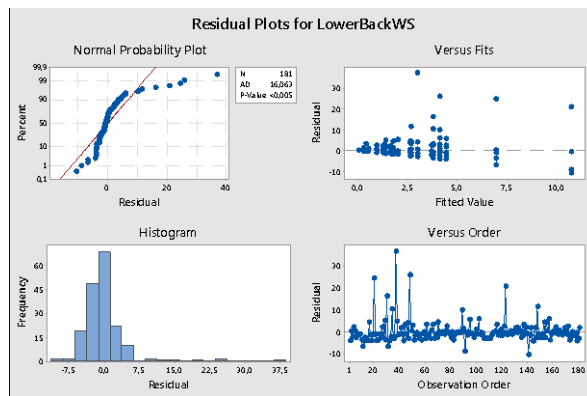 Residual Plots for LowerBackWS
Normal Probability Plot
99,9
99
90
50
10
1
0,1
Percent
0
20
40
Residual
N 181
AD 16,063
P-Value <0,005
Versus Fits
30
20
10
0
-10
Residual
0,0
2,5
5,0
7,5
10,0
Fitted Value
Histogram
60
45
30
15
0
Frequency
-7,5
0,0
7,5
15,0
22,5
30,0
37,5
Residual
Versus Order
30
20
10
0
-10
Residual
1
20
40
60
80
100
120
140
160
180
Observation Order